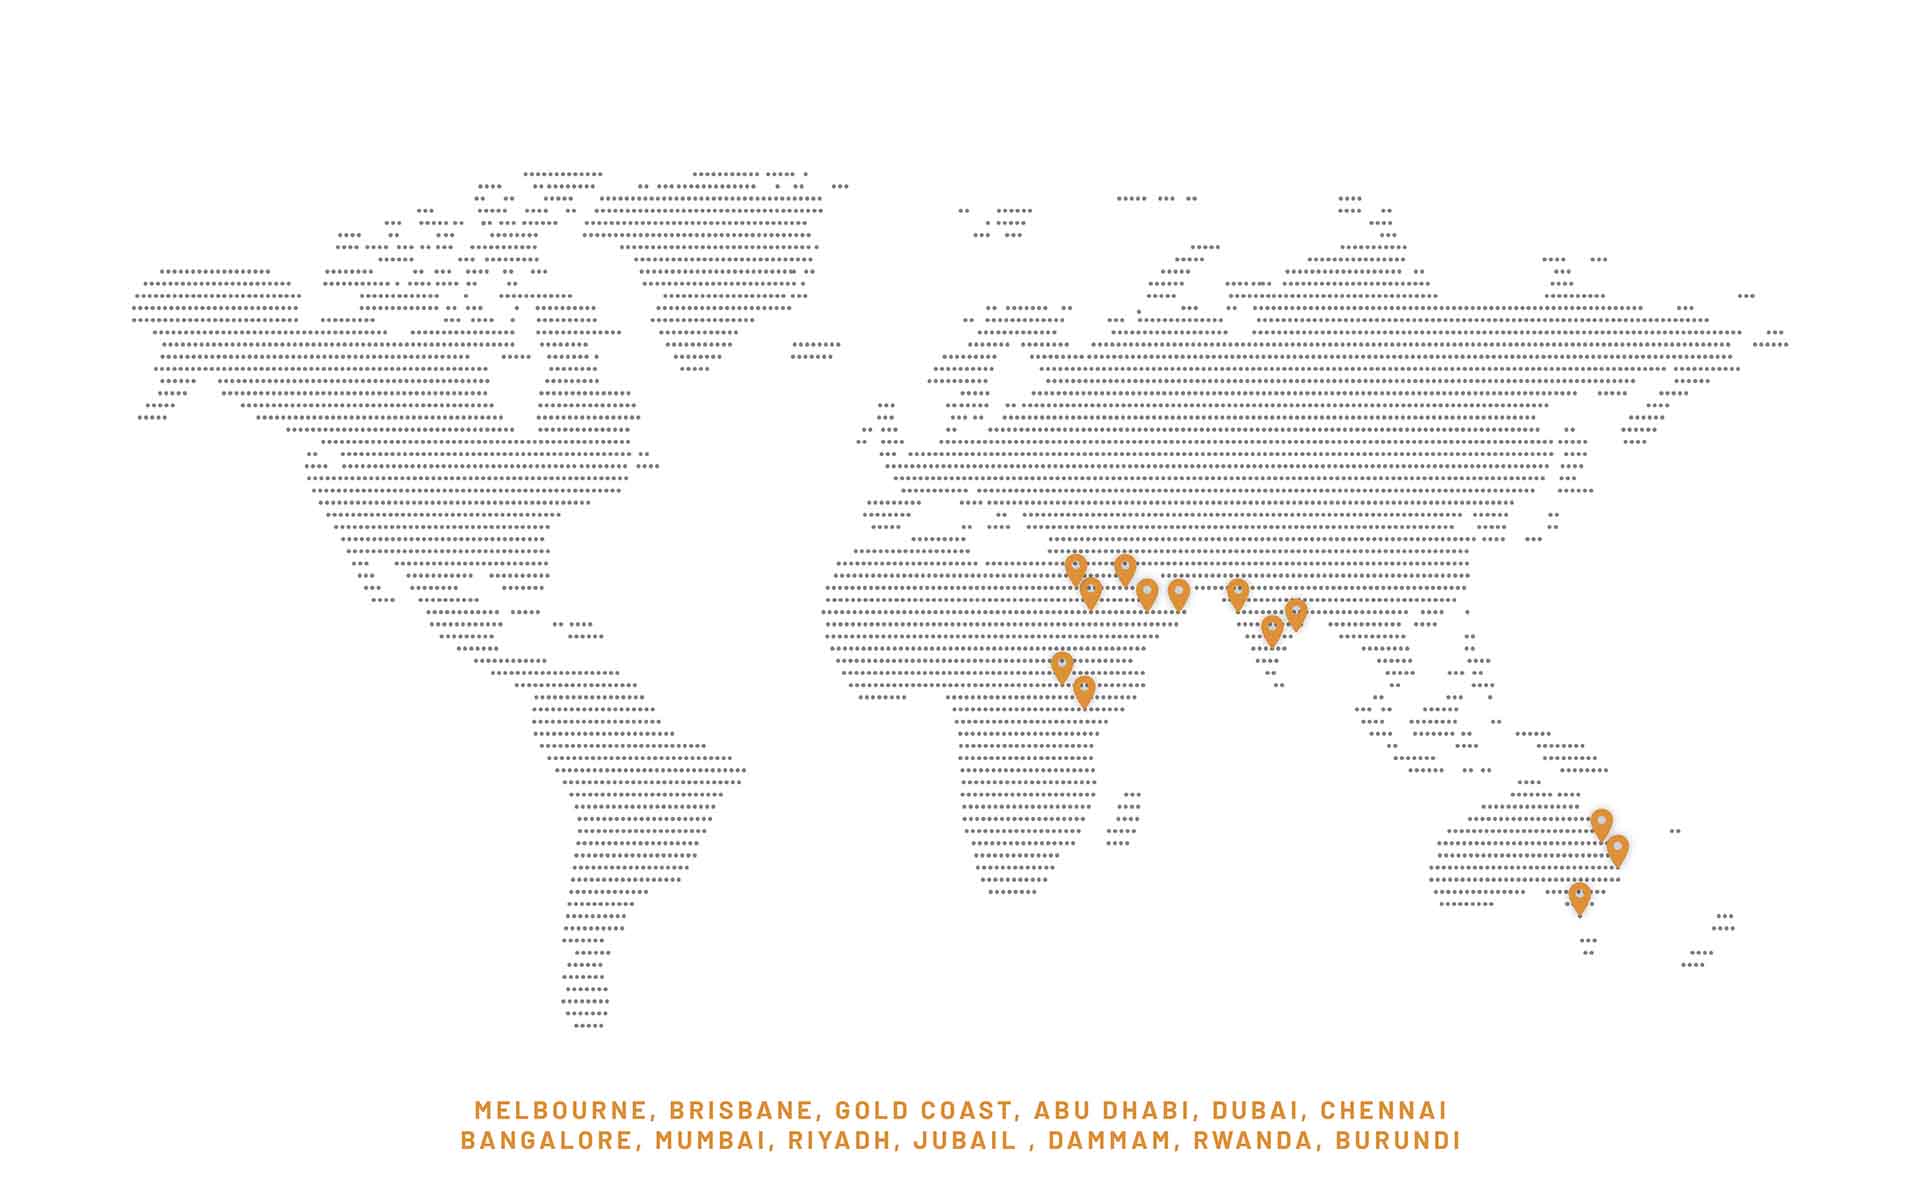 MELBOURNE, BRISBANE, GOLD COAST, ABU DHABI, DUBAI, CHENNAI
BANGALORE, MUMBAI, RIYADH, JUBAIL , DAMMAM, RWANDA, BURUNDI